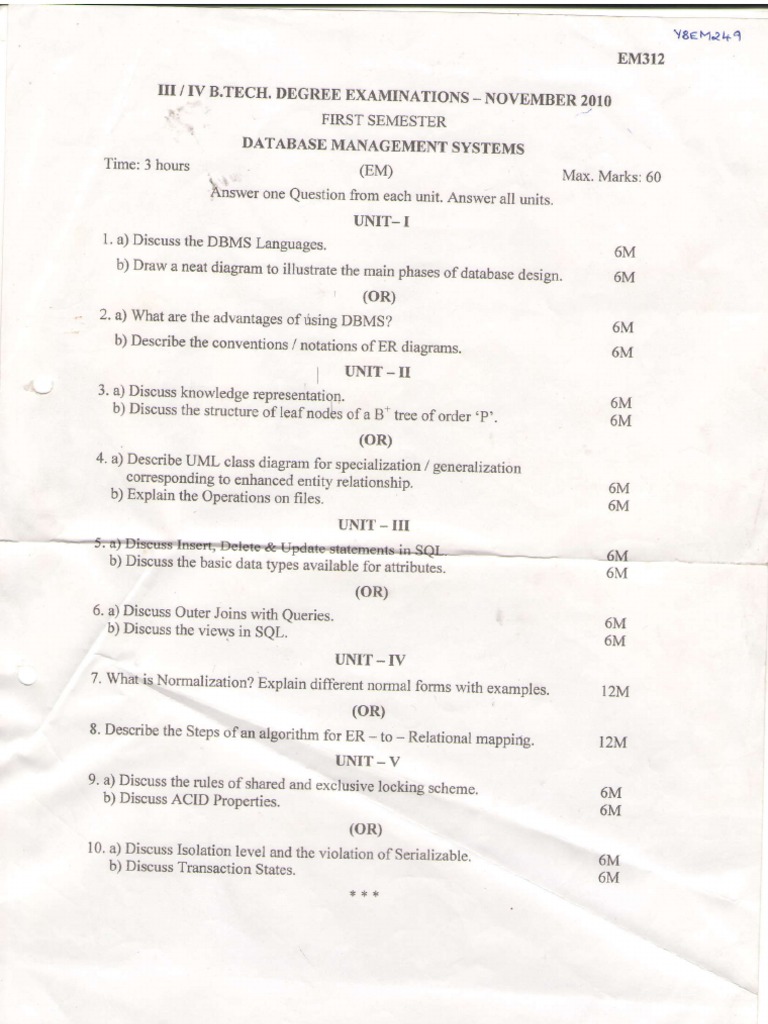 Y8EM249
EM312
III / IV B.TECH. DEGREE EXAMINATIONS – NOVEMBER 2010
FIRST SEMESTER
DATABASE MANAGEMENT SYSTEMS
Time: 3 hours (EM) Max. Marks: 60
Answer one Question from each unit. Answer all units.
UNIT– I
1. a) Discuss the DBMS Languages. 6M
b) Draw a neat diagram to illustrate the main phases of database design. 6M
(OR)
2. a) What are the advantages of using DBMS? 6M
b) Describe the conventions / notations of ER diagrams. 6M
UNIT – II
3. a) Discuss knowledge representation. 6M
b) Discuss the structure of leaf nodes of a B+ tree of order ‘P’. 6M
(OR)
4. a) Describe UML class diagram for specialization / generalization
corresponding to enhanced entity relationship. 6M
b) Explain the Operations on files. 6M
UNIT – III
5. a) Discuss Insert, Delete & Update statements in SQL. 6M
b) Discuss the basic data types available for attributes. 6M
(OR)
6. a) Discuss Outer Joins with Queries. 6M
b) Discuss the views in SQL. 6M
UNIT – IV
7. What is Normalization? Explain different normal forms with examples. 12M
(OR)
8. Describe the Steps of an algorithm for ER – to – Relational mapping. 12M
UNIT – V
9. a) Discuss the rules of shared and exclusive locking scheme. 6M
b) Discuss ACID Properties. 6M
(OR)
10. a) Discuss Isolation level and the violation of Serializable. 6M
b) Discuss Transaction States. 6M
* * *